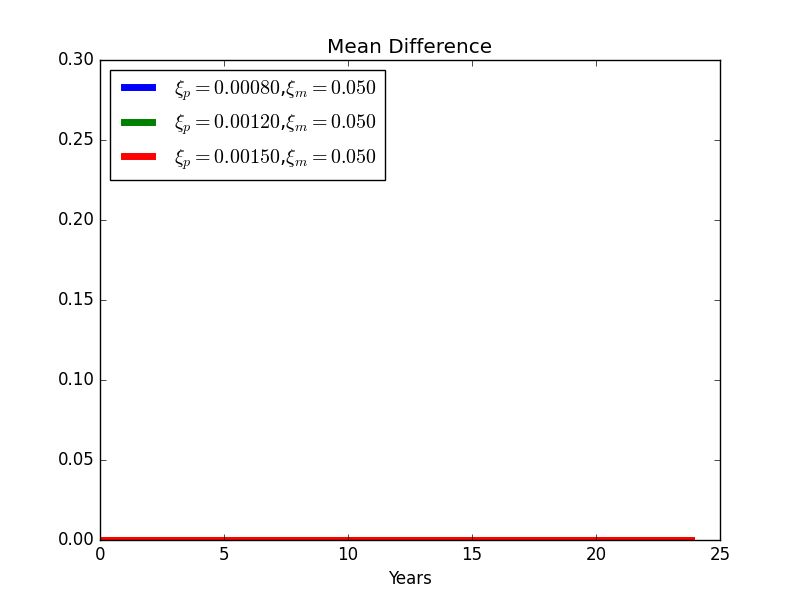 Mean Difference
0.30
ξp = 0.00080,ξm = 0.050
ξp = 0.00120,ξm = 0.050
ξp = 0.00150,ξm = 0.050
0.25
0.20
0.15
0.10
0.05
0.00
0 5 10 15 20 25
Years